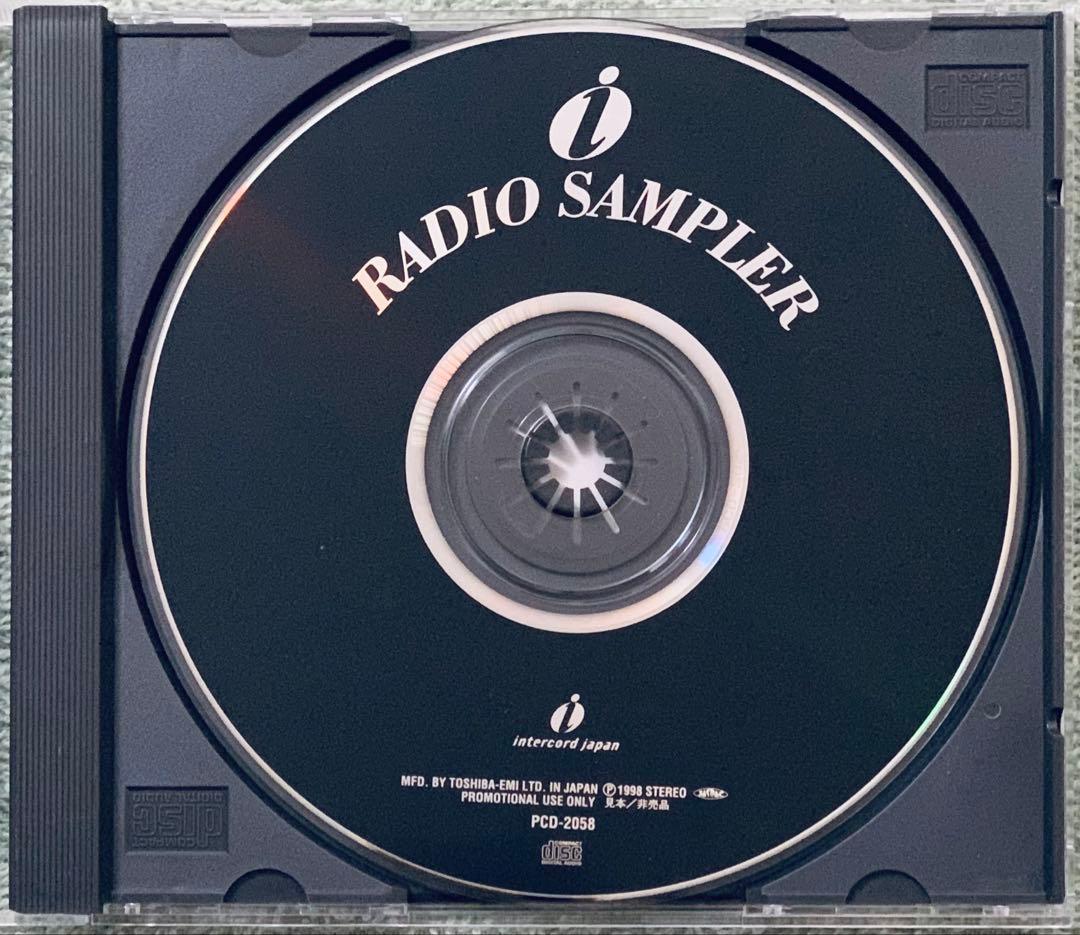 COMPACT
disc
DIGITAL AUDIO
i
RADIO SAMPLER
i
intercord japan
MFD. BY TOSHIBA-EMI LTD. IN JAPAN Ⓟ1998 STEREO
PROMOTIONAL USE ONLY 見本/非売品
PCD-2058
COMPACT
disc
DIGITAL AUDIO
COMPACT
disc
DIGITAL AUDIO